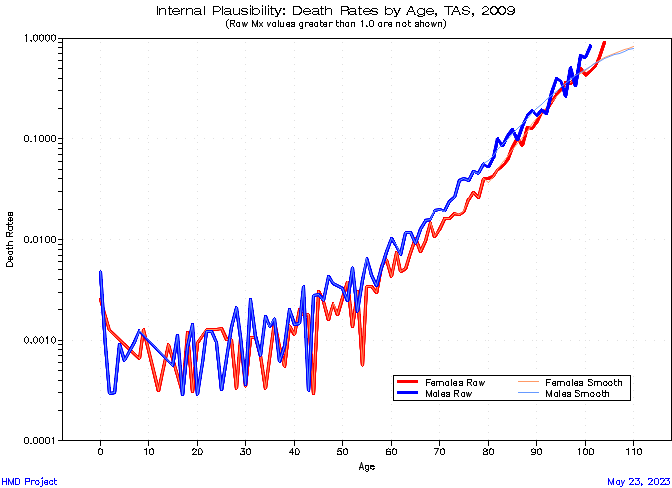 Internal Plausibility: Death Rates by Age, TAS, 2009
(Raw Mx values greater than 1.0 are not shown)
1.0000
0.1000
0.0100
0.0010
0.0001
Death Rates
0 10 20 30 40 50 60 70 80 90 100 110
Age
Females Raw Females Smooth
Males Raw Males Smooth
HMD Project May 23, 2023